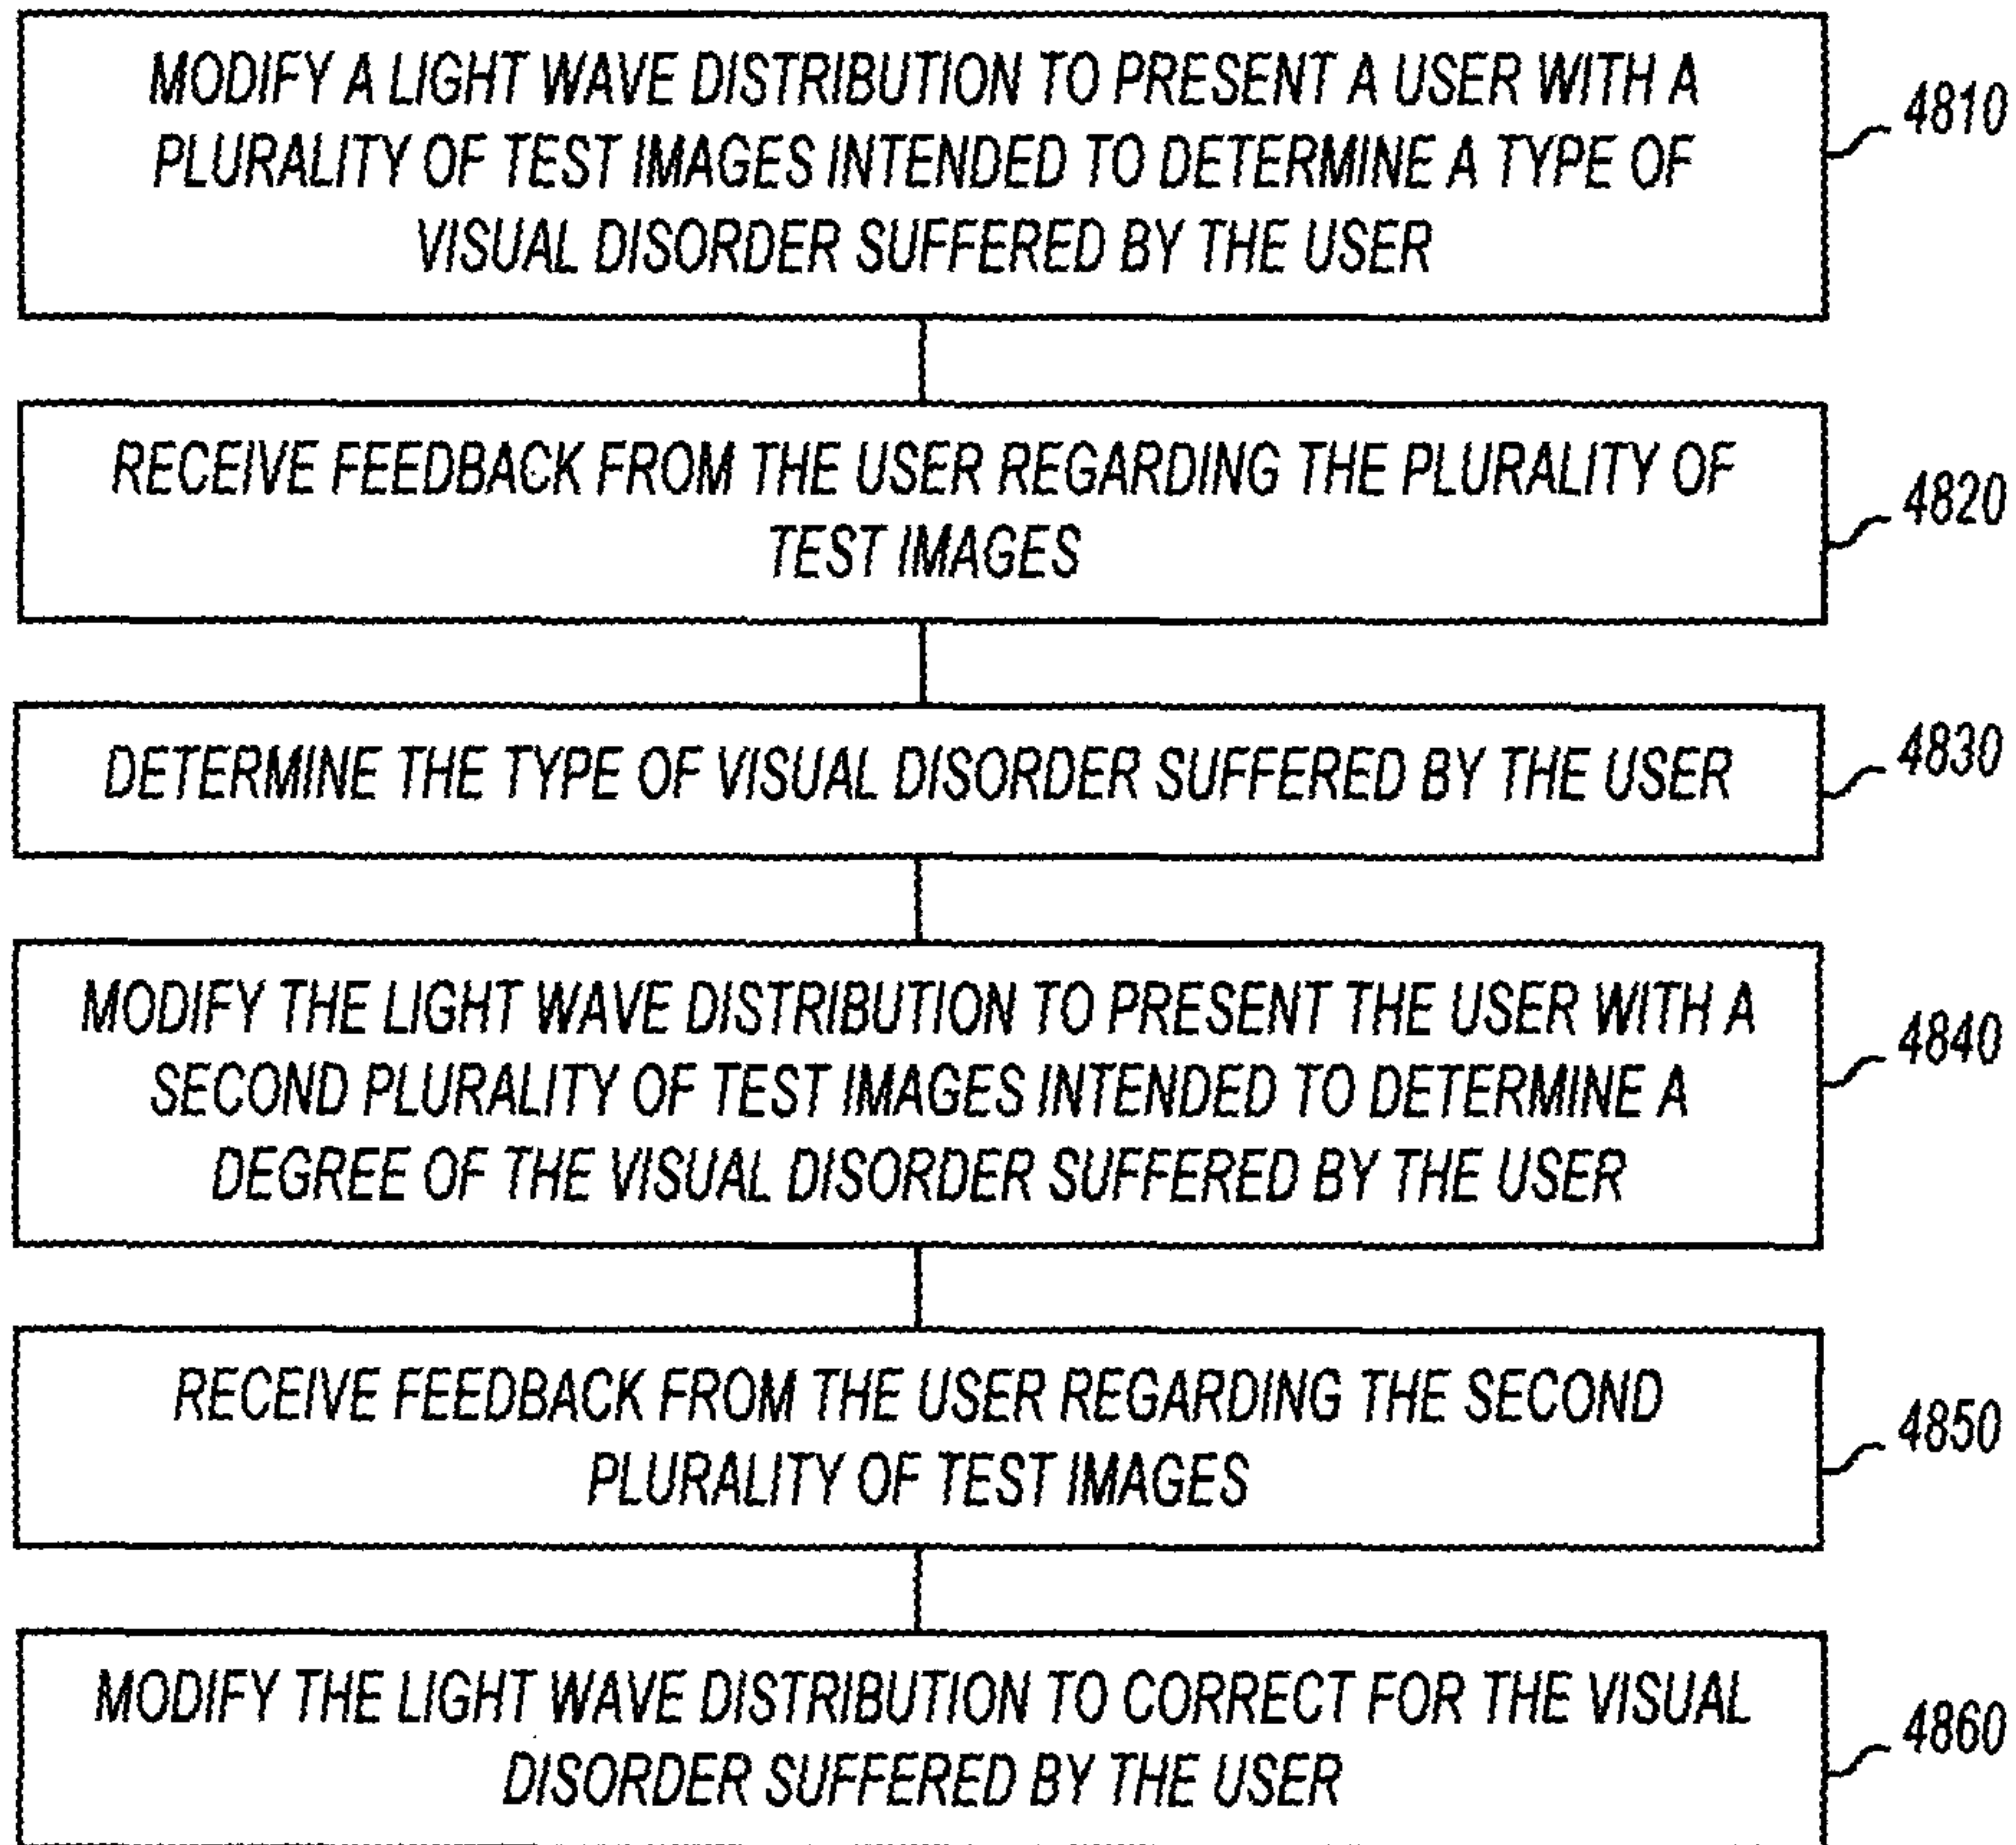 MODIFY A LIGHT WAVE DISTRIBUTION TO PRESENT A USER WITH A
PLURALITY OF TEST IMAGES INTENDED TO DETERMINE A TYPE OF
VISUAL DISORDER SUFFERED BY THE USER
4810
RECEIVE FEEDBACK FROM THE USER REGARDING THE PLURALITY OF
TEST IMAGES
4820
DETERMINE THE TYPE OF VISUAL DISORDER SUFFERED BY THE USER
4830
MODIFY THE LIGHT WAVE DISTRIBUTION TO PRESENT THE USER WITH A
SECOND PLURALITY OF TEST IMAGES INTENDED TO DETERMINE A
DEGREE OF THE VISUAL DISORDER SUFFERED BY THE USER
4840
RECEIVE FEEDBACK FROM THE USER REGARDING THE SECOND
PLURALITY OF TEST IMAGES
4850
MODIFY THE LIGHT WAVE DISTRIBUTION TO CORRECT FOR THE VISUAL
DISORDER SUFFERED BY THE USER
4860